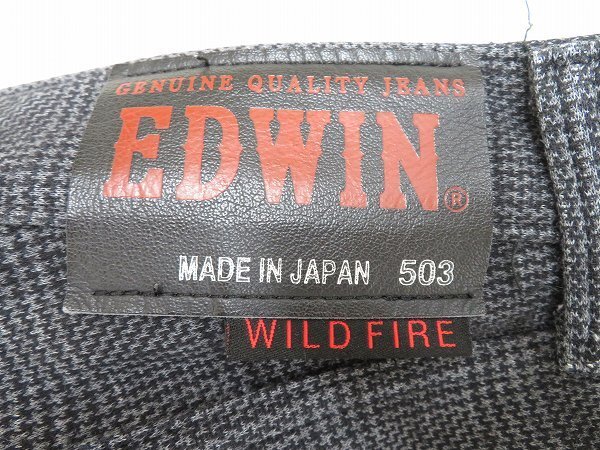 GENUINE QUALITY JEANS
EDWIN®
MADE IN JAPAN 503
WILD FIRE